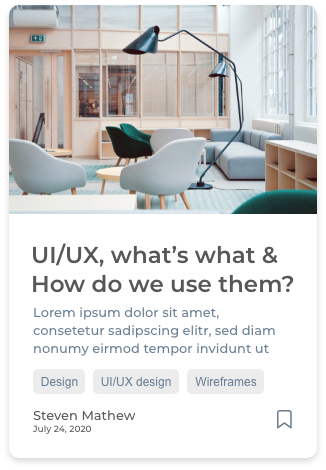 UI/UX, what's what &
How do we use them?
Lorem ipsum dolor sit amet,
consetetur sadipscing elitr, sed diam
nonumy eirmod tempor invidunt ut
Design UI/UX design Wireframes
Steven Mathew
July 24, 2020